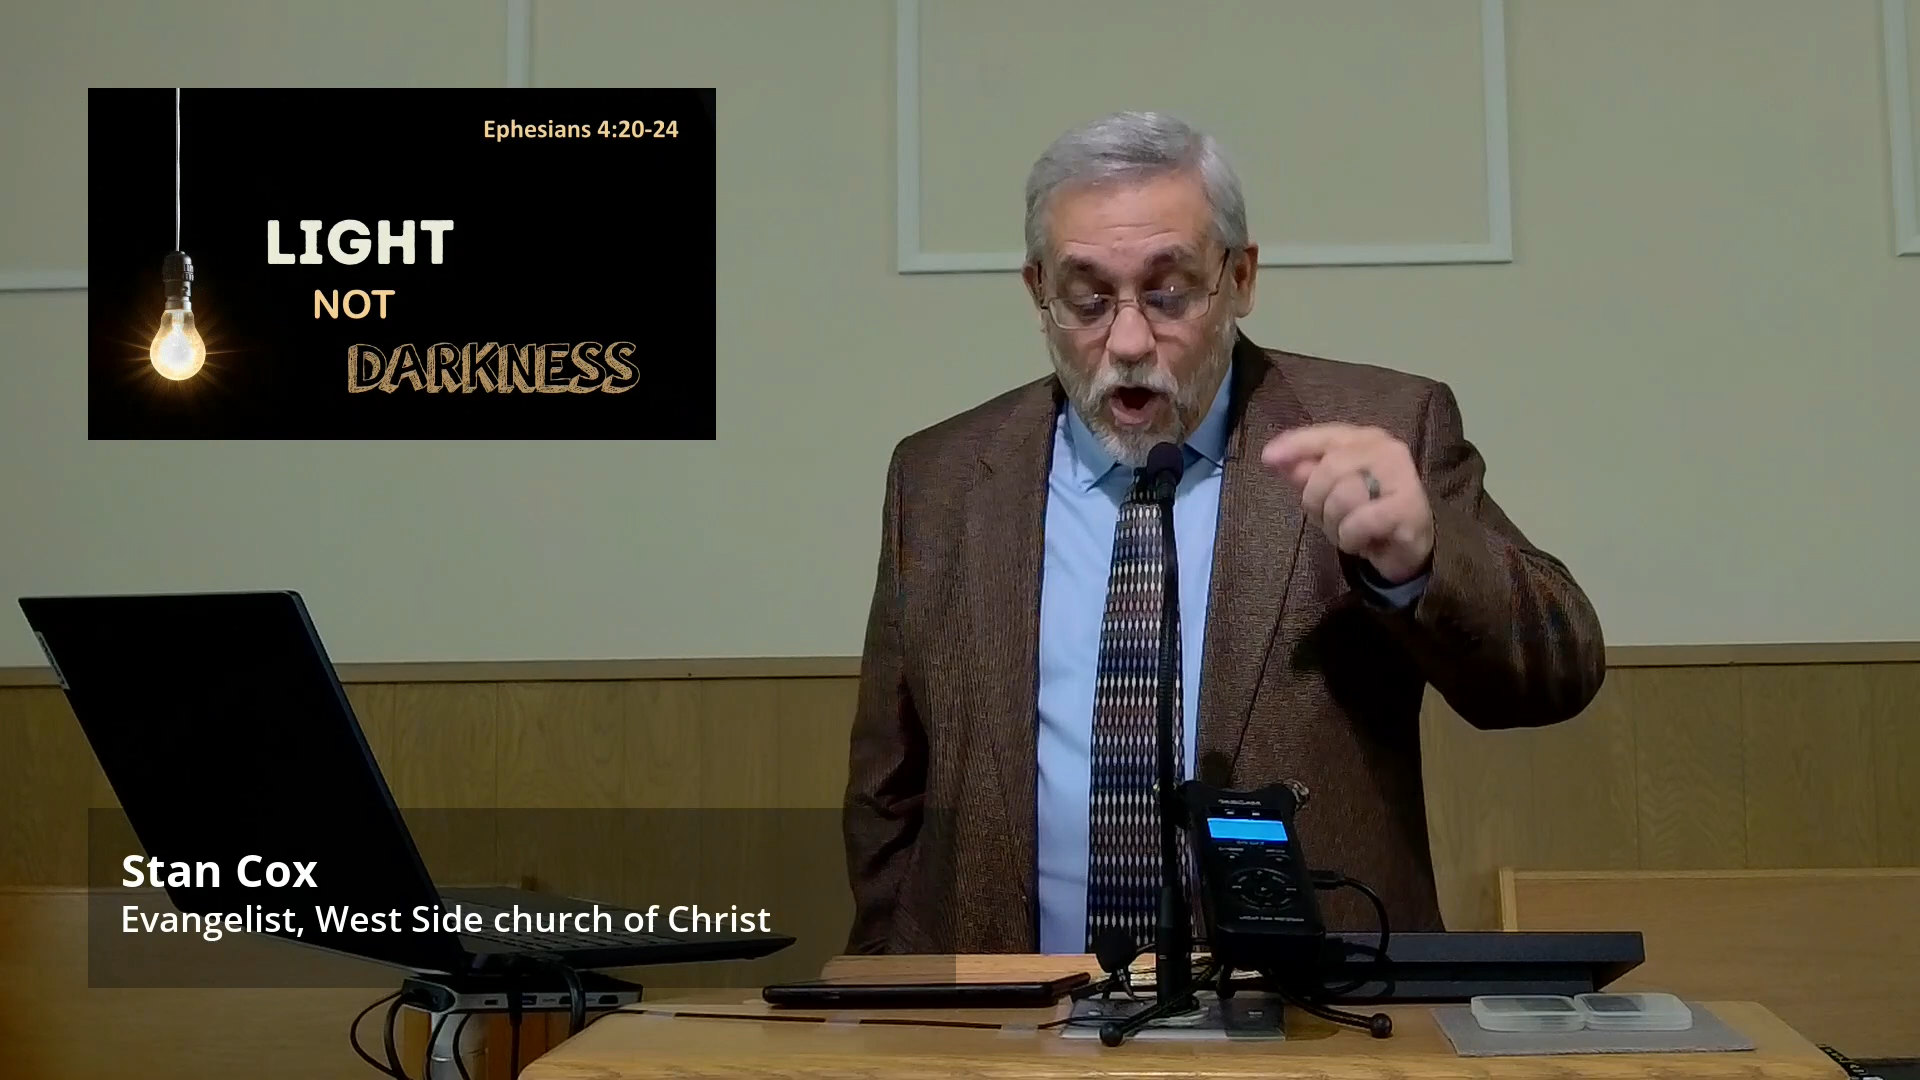 Ephesians 4:20-24
LIGHT
NOT
DARKNESS
Stan Cox
Evangelist, West Side church of Christ